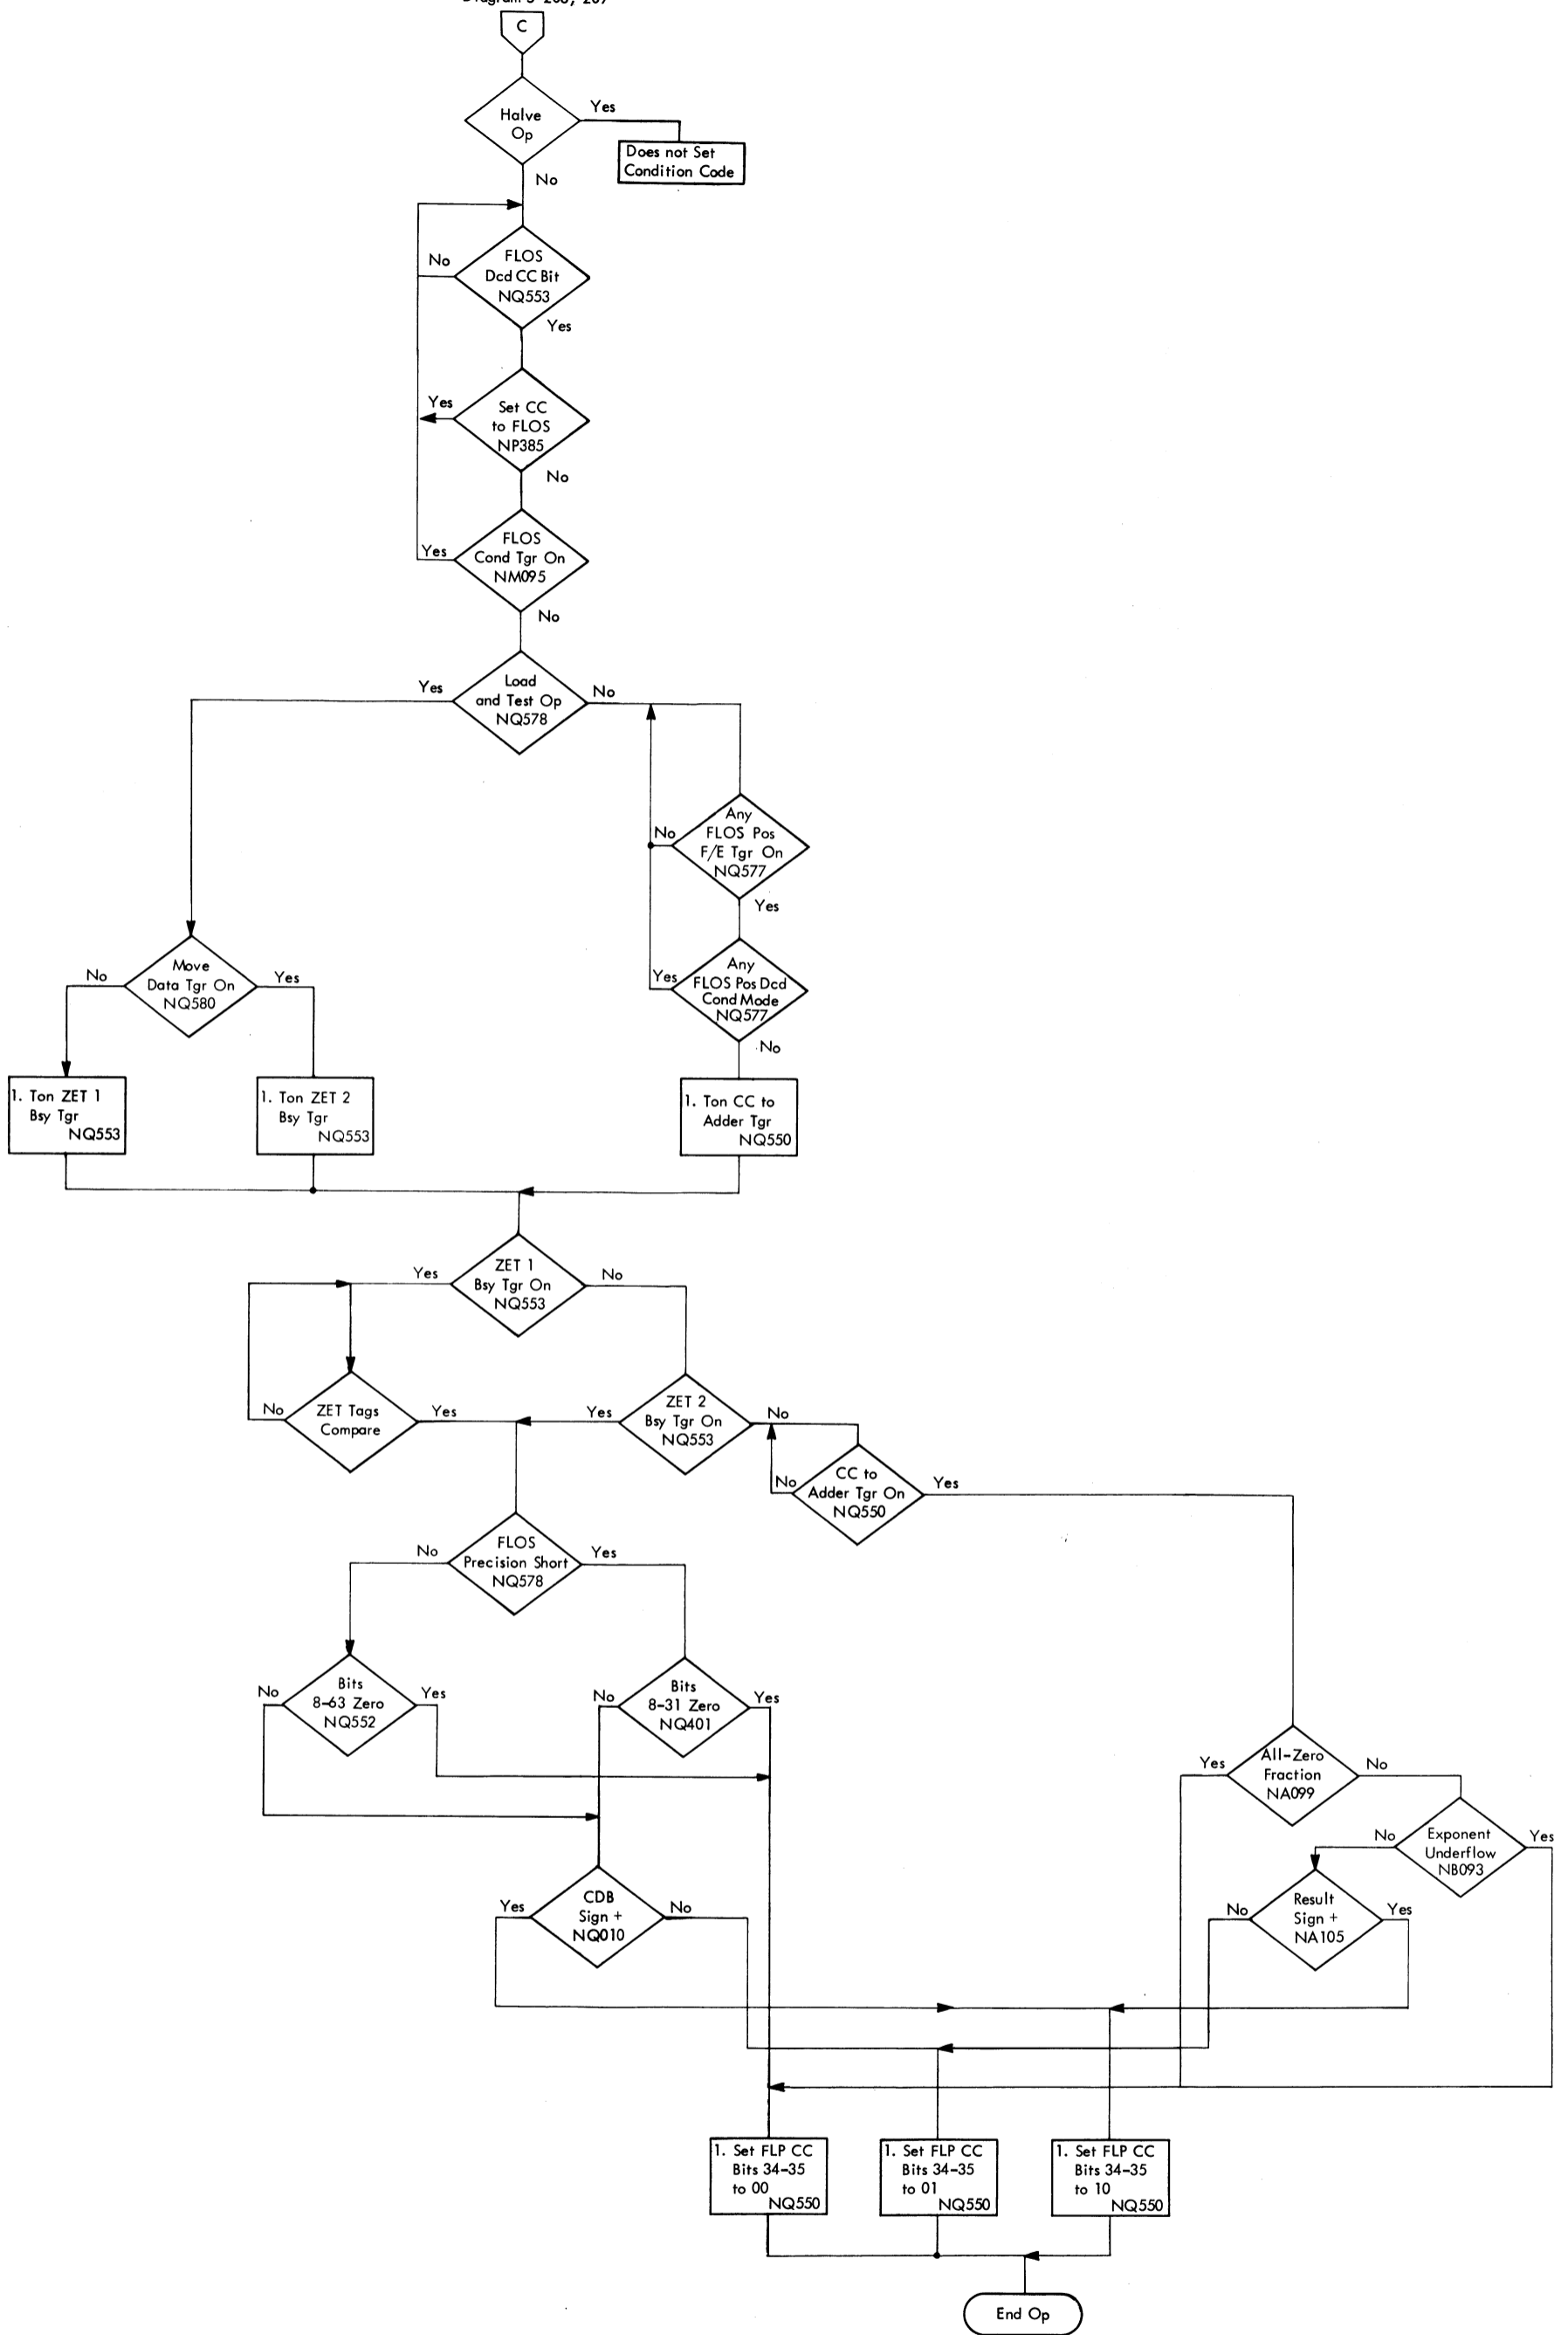 C
Halve
Op
Yes
Does not Set
Condition Code
No
FLOS
Dcd CC Bit
NQ553
No
Yes
Set CC
to FLOS
NP385
Yes
No
FLOS
Cond Tgr On
NM095
Yes
No
Load
and Test Op
NQ578
Yes
No
Any
FLOS Pos
F/E Tgr On
NQ577
No
Yes
Any
FLOS Pos Dcd
Cond Mode
NQ577
Yes
No
Move
Data Tgr On
NQ580
No
Yes
1. Ton ZET 1
Bsy Tgr
NQ553
1. Ton ZET 2
Bsy Tgr
NQ553
1. Ton CC to
Adder Tgr
NQ550
ZET 1
Bsy Tgr On
NQ553
Yes
No
ZET Tags
Compare
No
Yes
ZET 2
Bsy Tgr On
NQ553
Yes
No
CC to
Adder Tgr On
NQ550
No
Yes
FLOS
Precision Short
NQ578
No
Yes
Bits
8-63 Zero
NQ552
No
Yes
Bits
8-31 Zero
NQ401
No
Yes
All-Zero
Fraction
NA099
Yes
No
Exponent
Underflow
NB093
No
Yes
CDB
Sign +
NQ010
Yes
No
Result
Sign +
NA105
No
Yes
1. Set FLP CC
Bits 34-35
to 00
NQ550
1. Set FLP CC
Bits 34-35
to 01
NQ550
1. Set FLP CC
Bits 34-35
to 10
NQ550
End Op